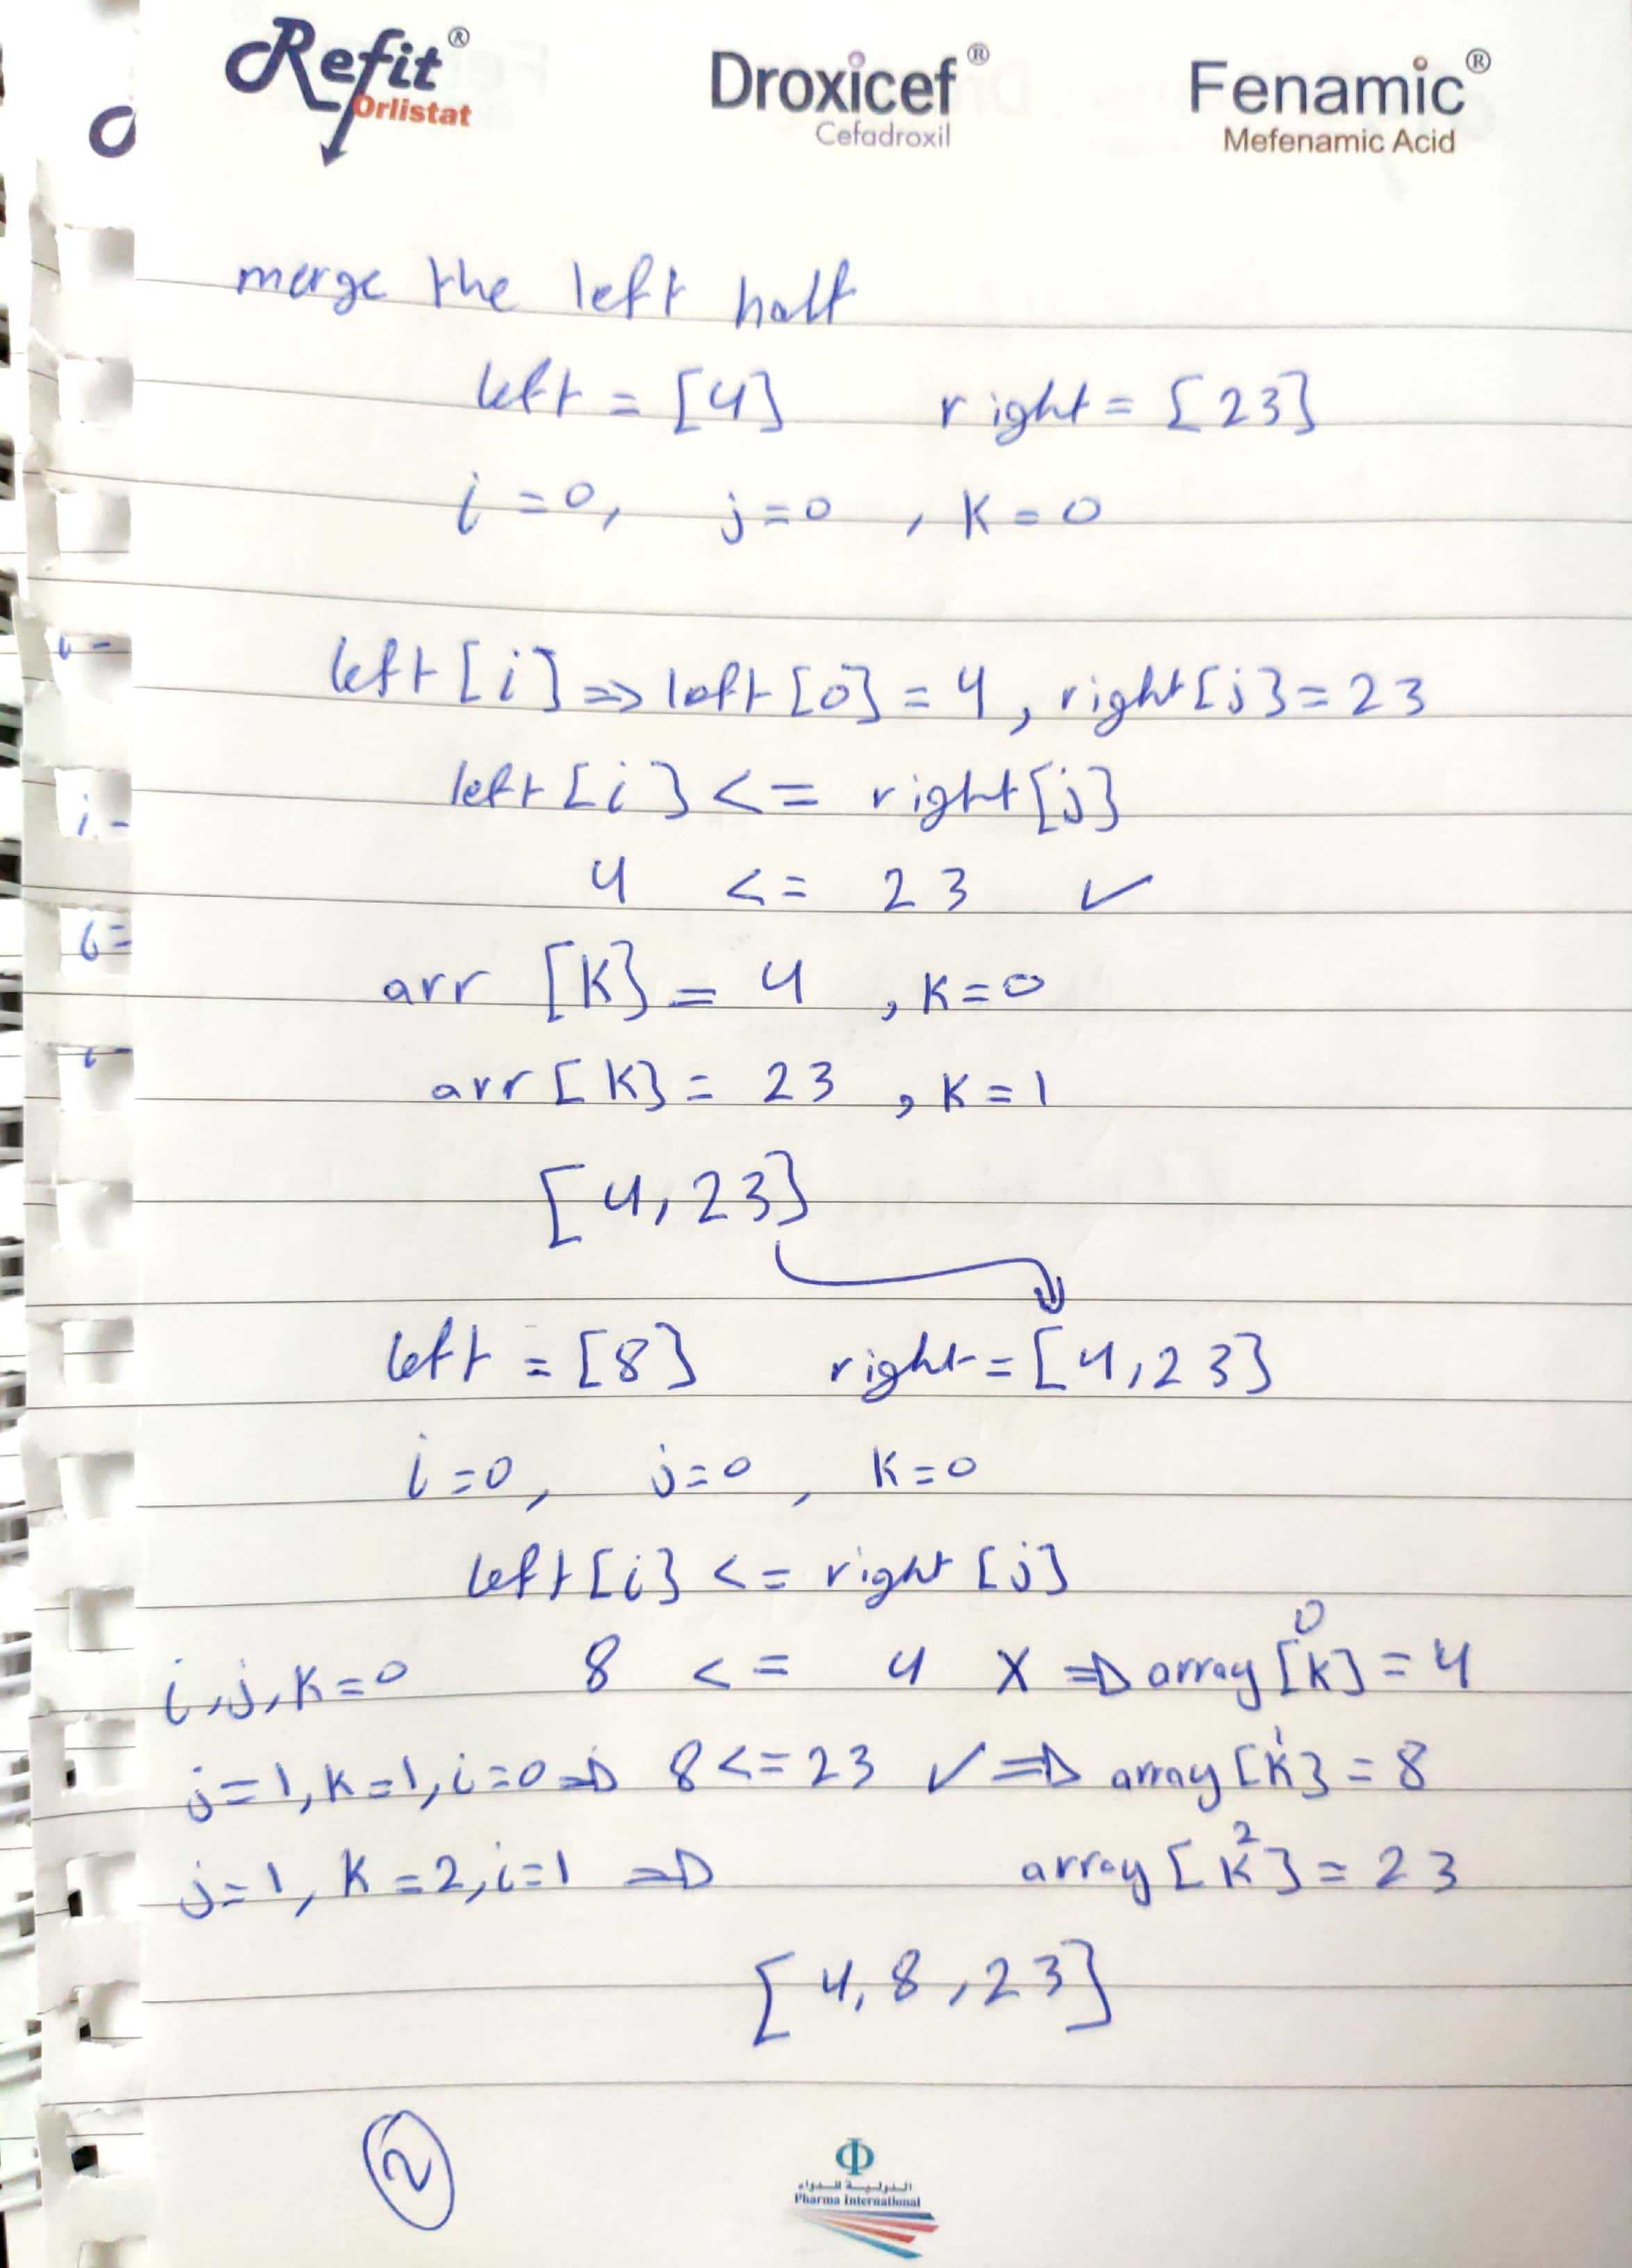 Refit® Droxicef® Fenamic®
Orlistat Cefadroxil Mefenamic Acid
merge the left half
left = [4] right = [23]
i=0, j=0 , K=0
left[i] => left[0] = 4, right[j] = 23
left[i] <= right[j]
4 <= 23 ✓
arr [K] = 4 , K=0
arr[K] = 23 , K=1
[4,23]
left = [8] right = [4,23]
i=0, j=0 , K=0
left[i] <= right[j]
0
i,j,K=0 8 <= 4 X => array[K] = 4
1
j=1,K=1,i=0 => 8<=23 ✓ => array[K] = 8
2
j=1, K=2,i=1 => array[K] = 23
[4,8,23]
2
الدولية للدواء
Pharma International